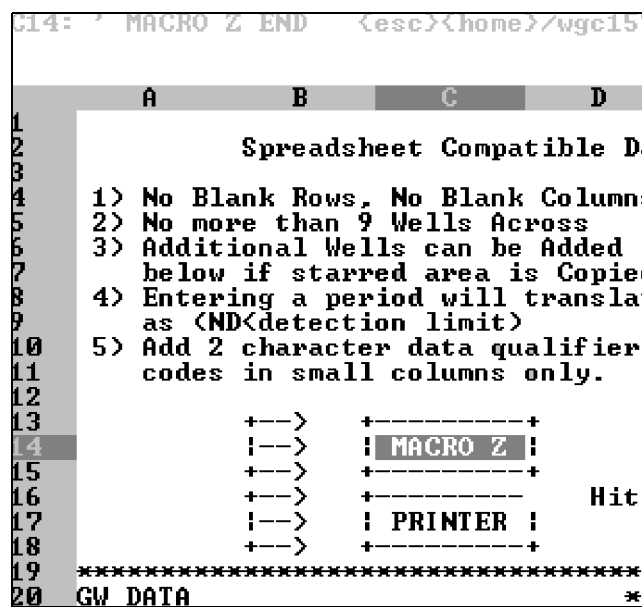 C14: ' MACRO Z END {esc}{home}/wgc15
A B C D
1
2 Spreadsheet Compatible Da
3
4 1) No Blank Rows, No Blank Columns
5 2) No more than 9 Wells Across
6 3) Additional Wells can be Added
7 below if starred area is Copied
8 4) Entering a period will translat
9 as (ND<detection limit)
10 5) Add 2 character data qualifier
11 codes in small columns only.
12
13 +--> +----------+
14 |--> | MACRO Z |
15 +--> +----------+
16 +--> +---------- Hit
17 |--> | PRINTER |
18 +--> +----------+
19 **************************************
20 GW DATA *